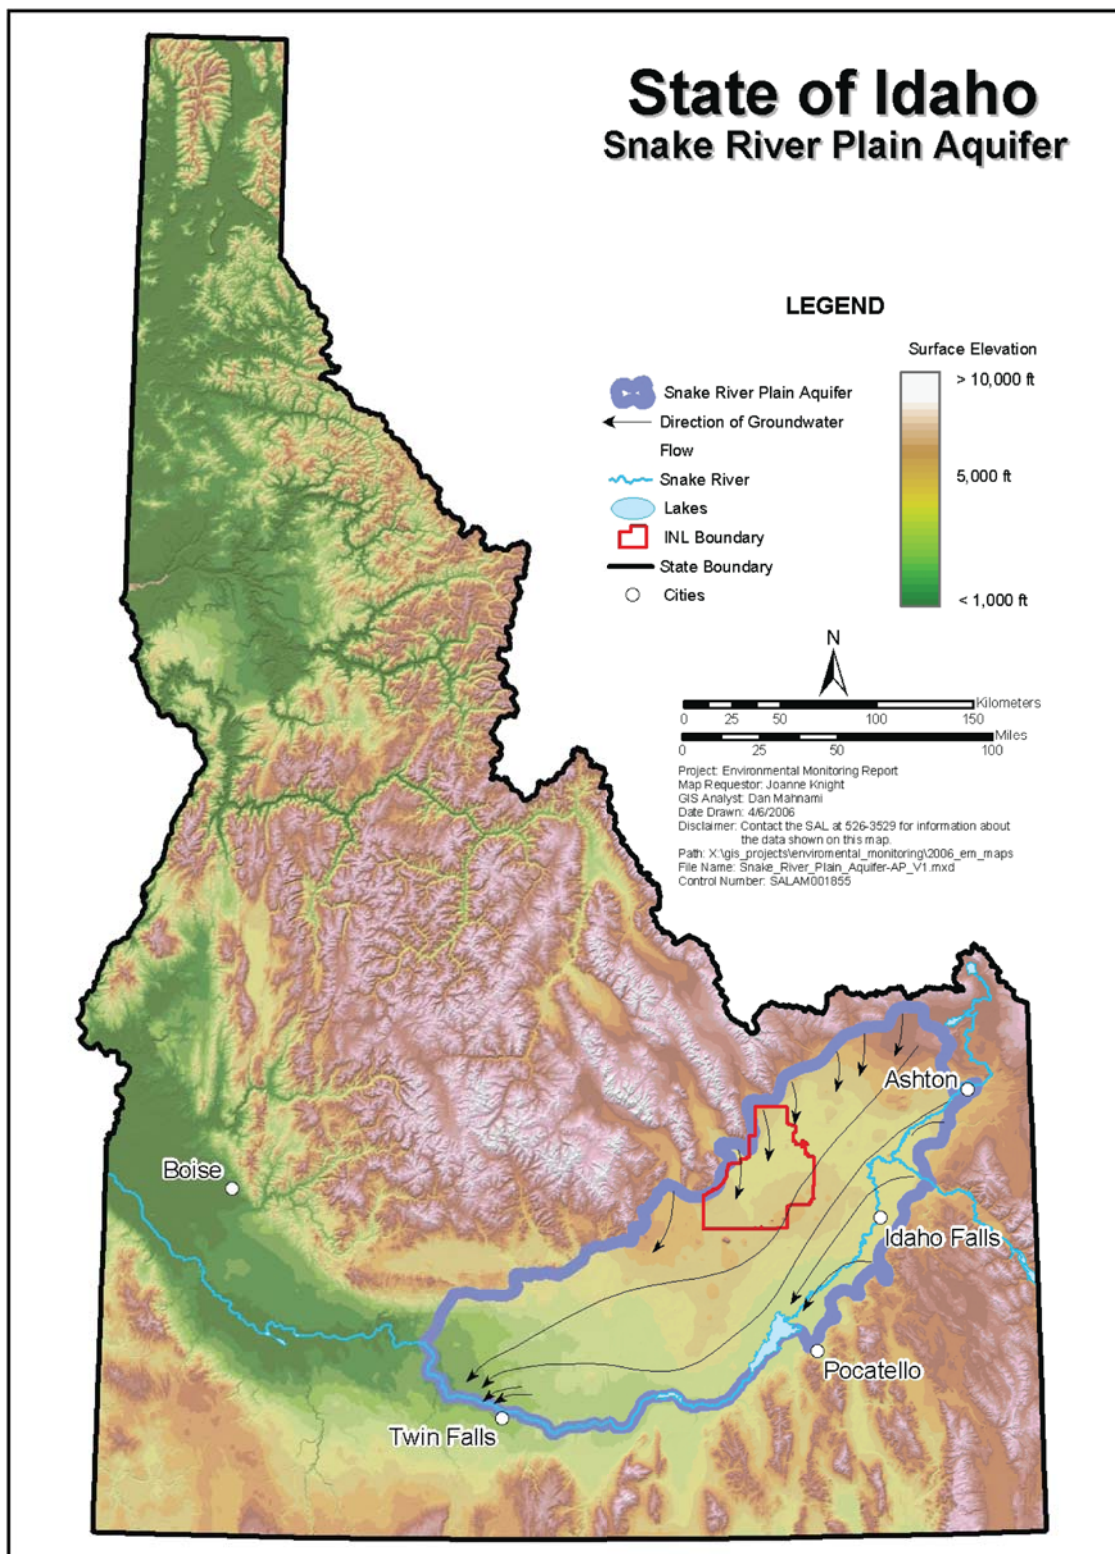 State of Idaho
Snake River Plain Aquifer
LEGEND
Surface Elevation
> 10,000 ft
5,000 ft
< 1,000 ft
Snake River Plain Aquifer
Direction of Groundwater
Flow
Snake River
Lakes
INL Boundary
State Boundary
Cities
N
Kilometers
0 25 50 100 150
Miles
0 25 50 100
Project: Environmental Monitoring Report
Map Requestor: Joanne Knight
GIS Analyst: Dan Mahnami
Date Drawn: 4/6/2006
Disclaimer: Contact the SAL at 526-3529 for information about
the data shown on this map.
Path: X:\gis_projects\enviromental_monitoring\2006_em_maps
File Name: Snake_River_Plain_Aquifer-AP_V1.mxd
Control Number: SALAM001855
Ashton
Boise
Idaho Falls
Pocatello
Twin Falls